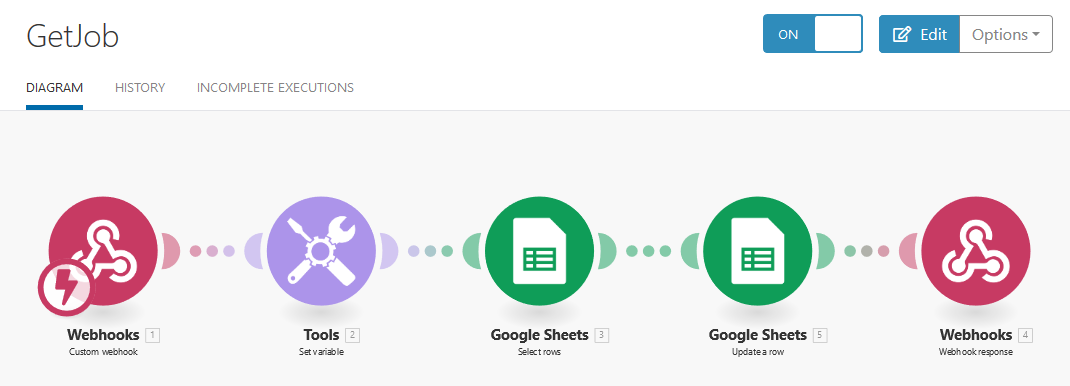 GetJob
ON
Edit
Options
DIAGRAM HISTORY INCOMPLETE EXECUTIONS
Webhooks 1
Custom webhook
Tools 2
Set variable
Google Sheets 3
Select rows
Google Sheets 5
Update a row
Webhooks 4
Webhook response